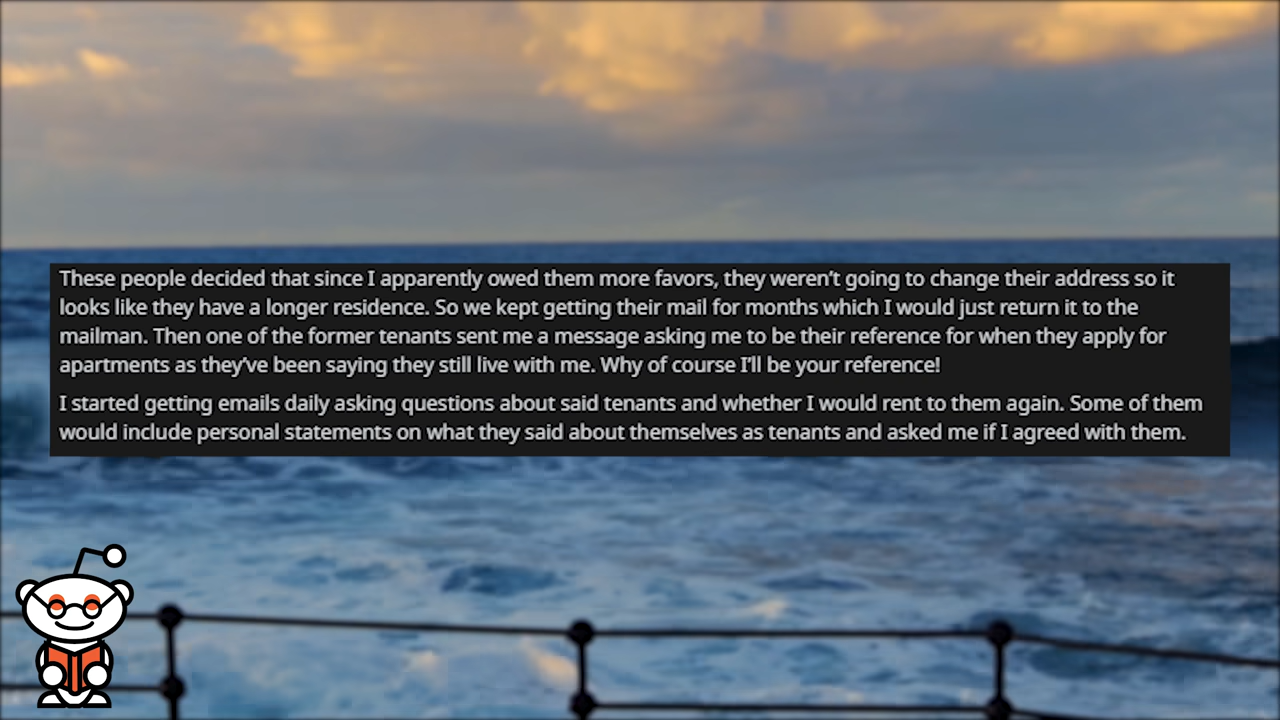 These people decided that since I apparently owed them more favors, they weren’t going to change their address so it
looks like they have a longer residence. So we kept getting their mail for months which I would just return it to the
mailman. Then one of the former tenants sent me a message asking me to be their reference for when they apply for
apartments as they’ve been saying they still live with me. Why of course I’ll be your reference!
I started getting emails daily asking questions about said tenants and whether I would rent to them again. Some of them
would include personal statements on what they said about themselves as tenants and asked me if I agreed with them.